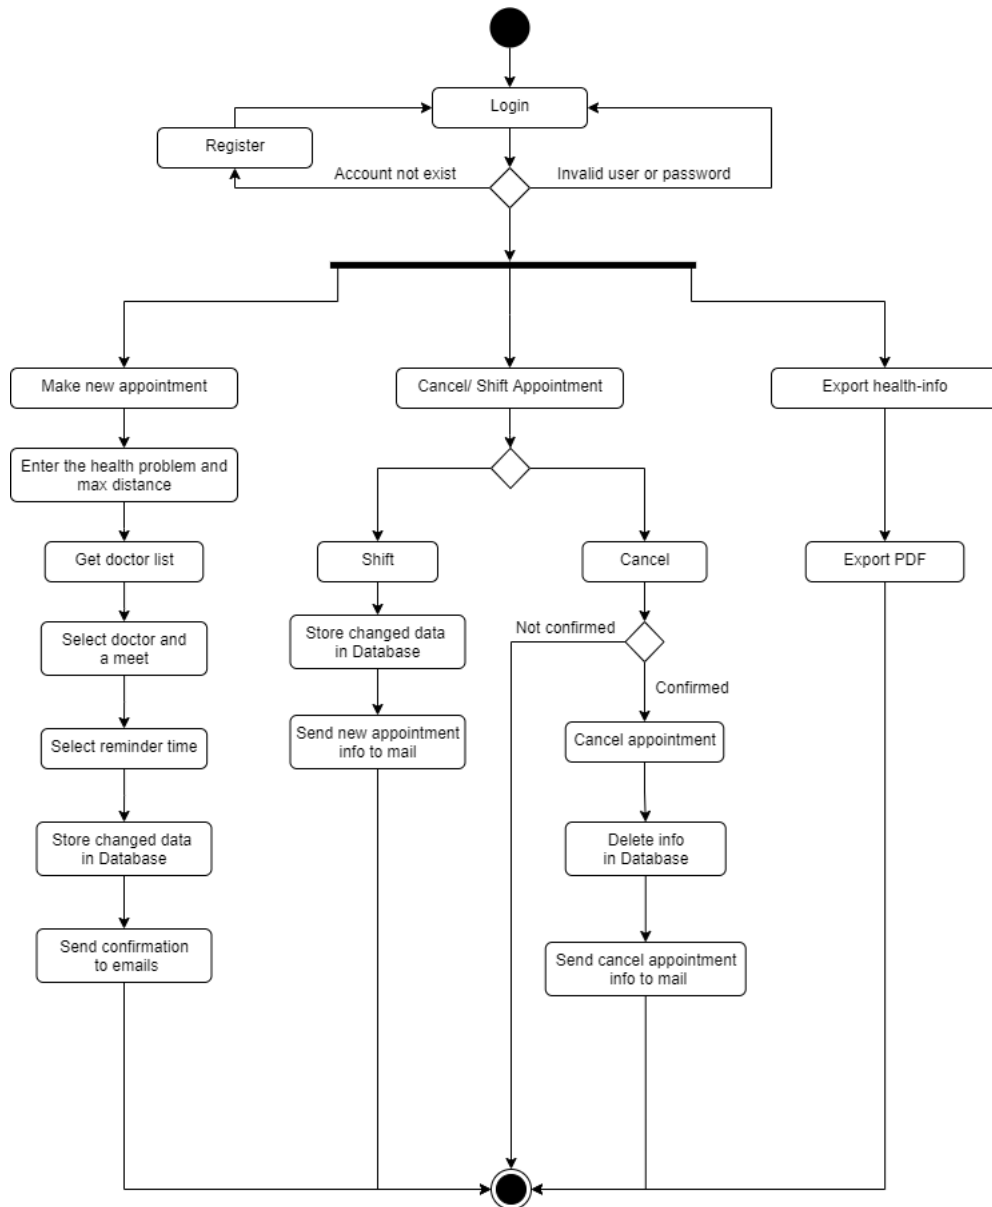 Login
Register
Account not exist
Invalid user or password
Make new appointment
Cancel/ Shift Appointment
Export health-info
Enter the health problem and
max distance
Get doctor list
Shift
Cancel
Export PDF
Select doctor and
a meet
Store changed data
in Database
Not confirmed
Confirmed
Select reminder time
Send new appointment
info to mail
Cancel appointment
Store changed data
in Database
Delete info
in Database
Send confirmation
to emails
Send cancel appointment
info to mail